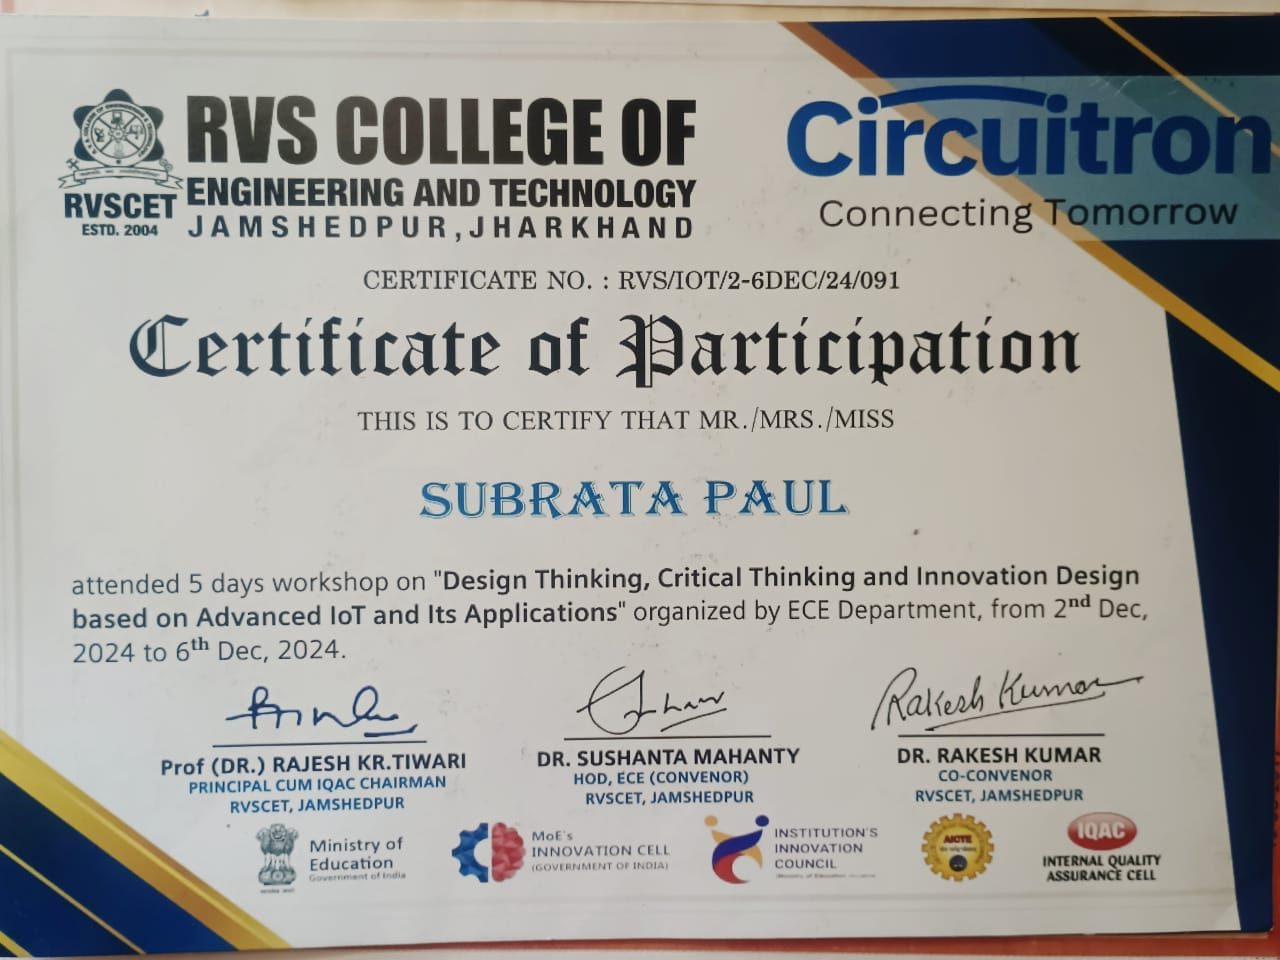 RVS COLLEGE OF
ENGINEERING AND TECHNOLOGY
JAMSHEDPUR, JHARKHAND
RVSCET
ESTD. 2004
Circuitron
Connecting Tomorrow
CERTIFICATE NO. : RVS/IOT/2-6DEC/24/091
Certificate of Participation
THIS IS TO CERTIFY THAT MR./MRS./MISS
SUBRATA PAUL
attended 5 days workshop on "Design Thinking, Critical Thinking and Innovation Design
based on Advanced IoT and Its Applications" organized by ECE Department, from 2nd Dec,
2024 to 6th Dec, 2024.
Rakesh Kumar
Prof (DR.) RAJESH KR.TIWARI
PRINCIPAL CUM IQAC CHAIRMAN
RVSCET, JAMSHEDPUR
DR. SUSHANTA MAHANTY
HOD, ECE (CONVENOR)
RVSCET, JAMSHEDPUR
DR. RAKESH KUMAR
CO-CONVENOR
RVSCET, JAMSHEDPUR
Ministry of
Education
Government of India
MoE's
INNOVATION CELL
(GOVERNMENT OF INDIA)
INSTITUTION'S
INNOVATION
COUNCIL
AICTE
IQAC
INTERNAL QUALITY
ASSURANCE CELL